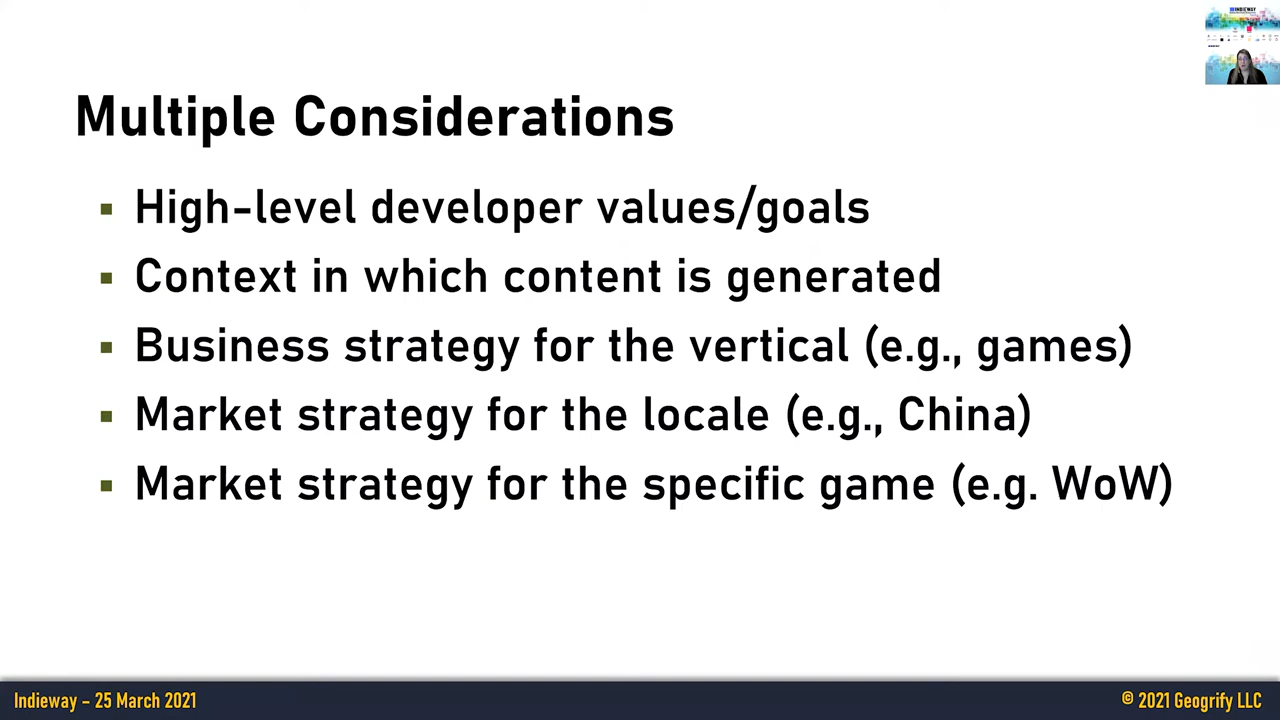 INDIEWAY
Multiple Considerations
▪ High-level developer values/goals
▪ Context in which content is generated
▪ Business strategy for the vertical (e.g., games)
▪ Market strategy for the locale (e.g., China)
▪ Market strategy for the specific game (e.g. WoW)
Indieway – 25 March 2021
© 2021 Geogrify LLC